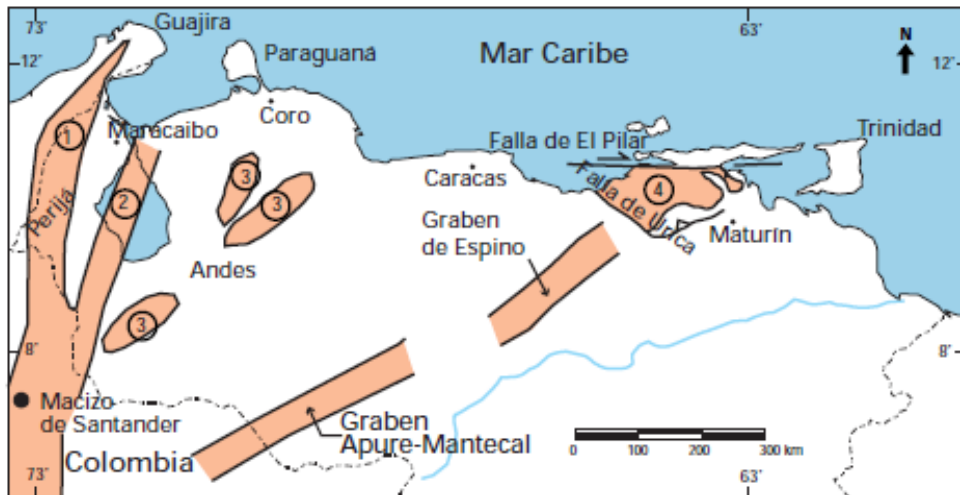 73˚
Guajira
63˚
N
12˚
Paraguaná
Mar Caribe
12˚
Coro
Maracaibo
1
Falla de El Pilar
Trinidad
Caracas
3
3
4
Falla de Urica
Perijá
2
Graben
de Espino
Maturín
Andes
3
8˚
8˚
Macizo
de Santander
Graben
Apure-Mantecal
0 100 200 300 km
Colombia
73˚
63˚